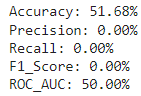 Accuracy: 51.68%
Precision: 0.00%
Recall: 0.00%
F1_Score: 0.00%
ROC_AUC: 50.00%